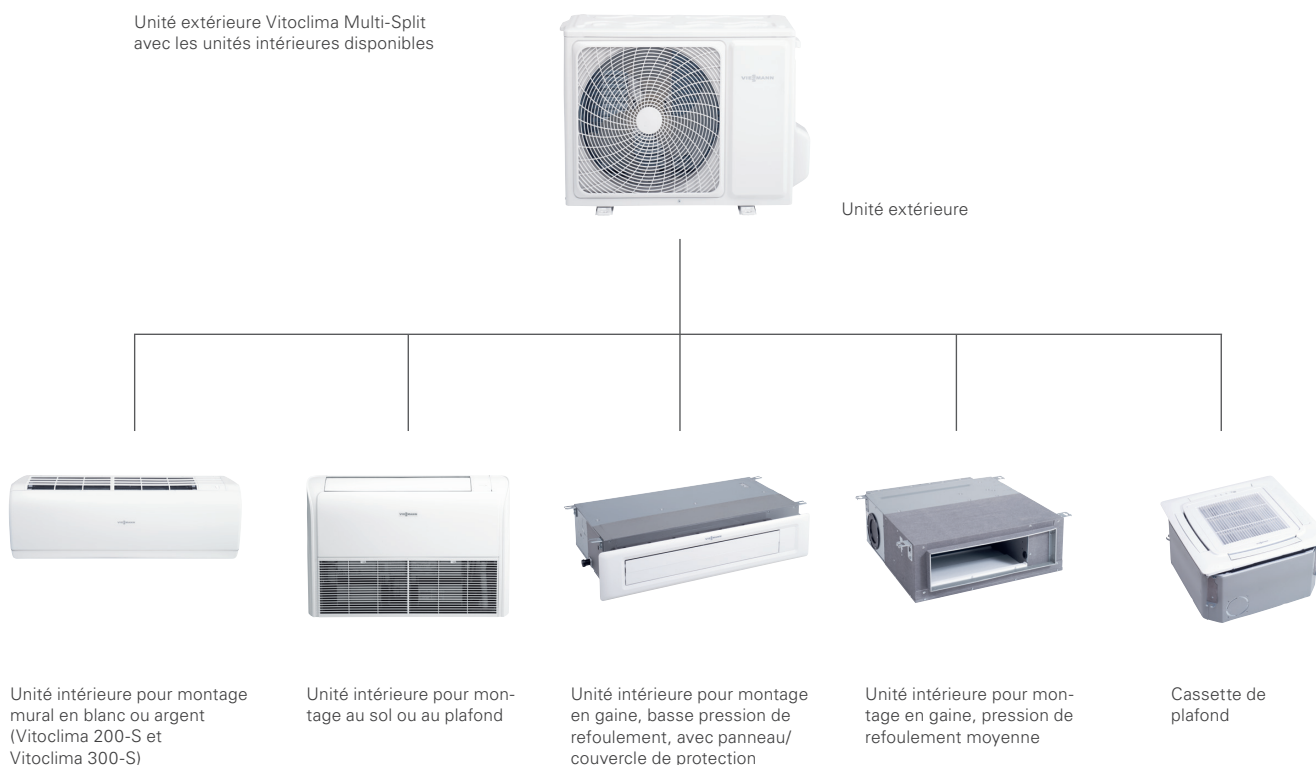 Unité extérieure Vitoclima Multi-Split
avec les unités intérieures disponibles
VIESMANN
Unité extérieure
Unité intérieure pour montage
mural en blanc ou argent
(Vitoclima 200-S et
Vitoclima 300-S)
Unité intérieure pour mon-
tage au sol ou au plafond
Unité intérieure pour montage
en gaine, basse pression de
refoulement, avec panneau/
couvercle de protection
Unité intérieure pour mon-
tage en gaine, pression de
refoulement moyenne
Cassette de
plafond